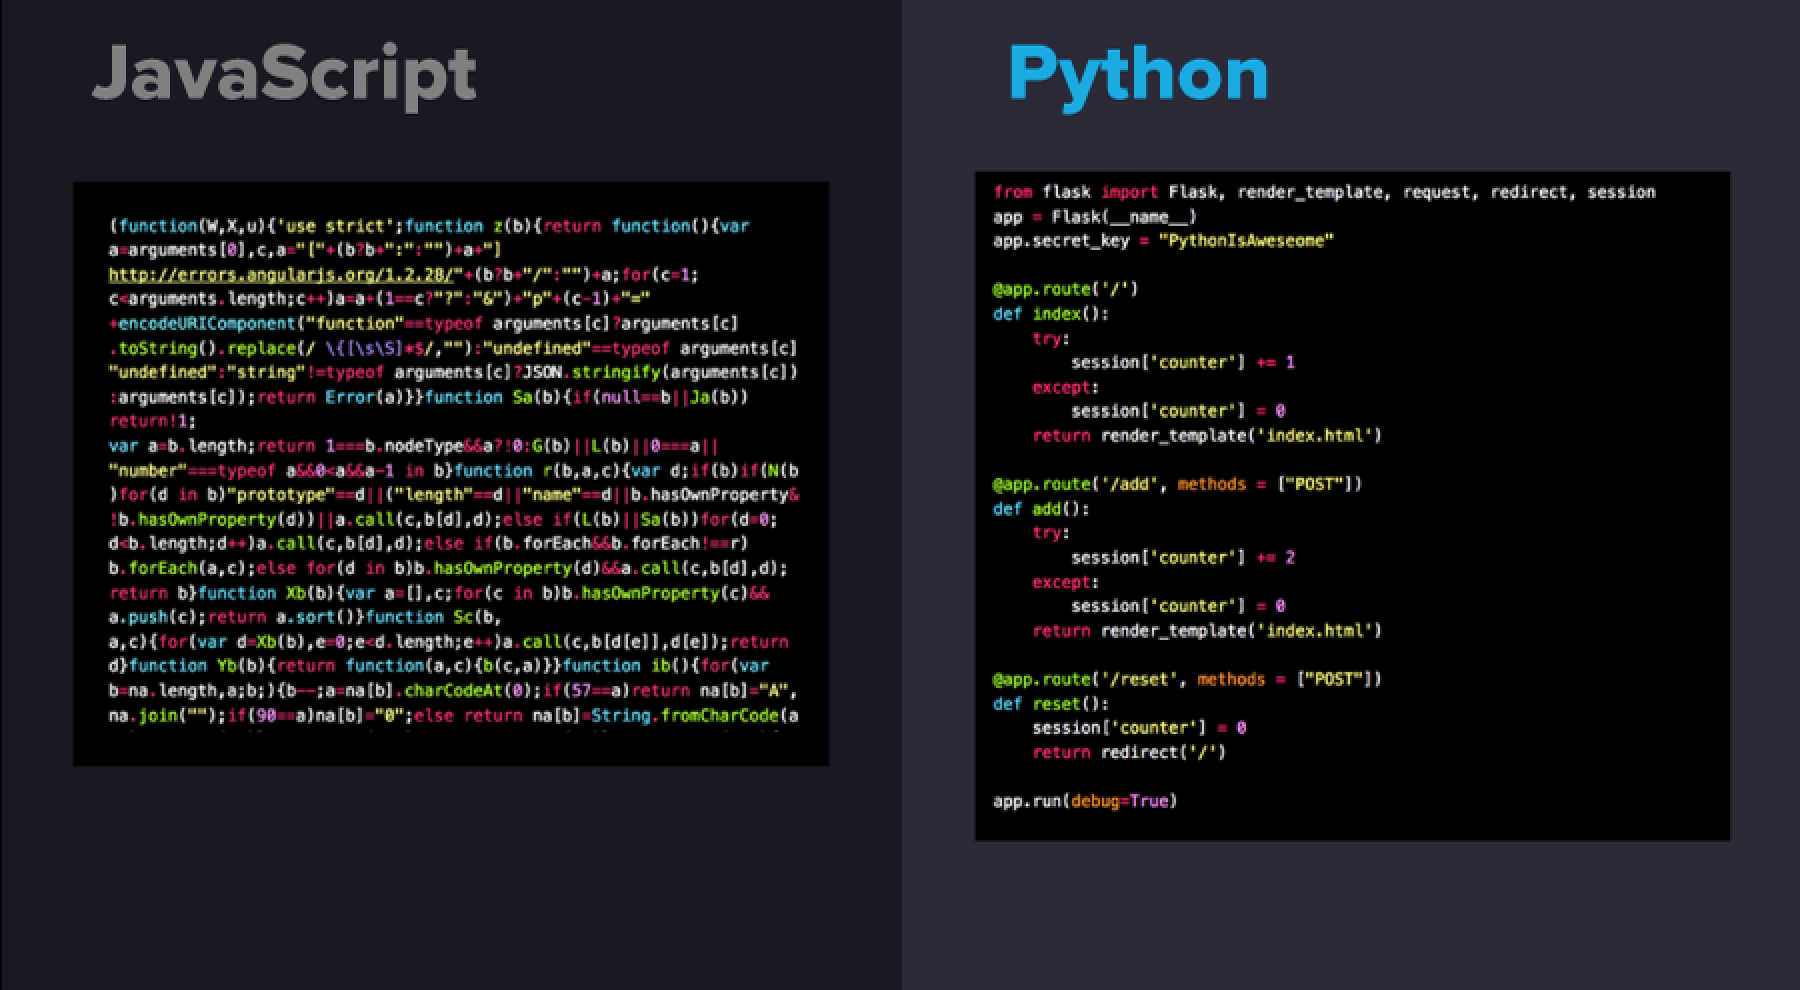 JavaScript
(function(W,X,u){'use strict';function z(b){return function(){var
a=arguments[0],c,a="["+(b?b+":":"")+a+"]
http://errors.angularjs.org/1.2.28/"+(b?b+"/":"")+a;for(c=1;
c<arguments.length;c++)a=a+(1==c?"?":"&")+"p"+(c-1)+"="
+encodeURIComponent("function"==typeof arguments[c]?arguments[c]
.toString().replace(/ \{[\s\S]*$/,""):"undefined"==typeof arguments[c]
"undefined":"string"!=typeof arguments[c]?JSON.stringify(arguments[c])
:arguments[c]);return Error(a)}}function Sa(b){if(null==b||Ja(b))
return!1;
var a=b.length;return 1===b.nodeType&&a?!0:G(b)||L(b)||0===a||
"number"===typeof a&&0<a&&a-1 in b}function r(b,a,c){var d;if(b)if(N(b
)for(d in b)"prototype"==d||("length"==d||"name"==d||b.hasOwnProperty&
!b.hasOwnProperty(d))||a.call(c,b[d],d);else if(L(b)||Sa(b))for(d=0;
d<b.length;d++)a.call(c,b[d],d);else if(b.forEach&&b.forEach!==r)
b.forEach(a,c);else for(d in b)b.hasOwnProperty(d)&&a.call(c,b[d],d);
return b}function Xb(b){var a=[],c;for(c in b)b.hasOwnProperty(c)&&
a.push(c);return a.sort()}function Sc(b,
a,c){for(var d=Xb(b),e=0;e<d.length;e++)a.call(c,b[d[e]],d[e]);return
d}function Yb(b){return function(a,c){b(c,a)}}function ib(){for(var
b=na.length,a;b;){b--;a=na[b].charCodeAt(0);if(57==a)return na[b]="A",
na.join("");if(90==a)na[b]="0";else return na[b]=String.fromCharCode(a
Python
from flask import Flask, render_template, request, redirect, session
app = Flask(__name__)
app.secret_key = "PythonIsAweseome"
@app.route('/')
def index():
try:
session['counter'] += 1
except:
session['counter'] = 0
return render_template('index.html')
@app.route('/add', methods = ["POST"])
def add():
try:
session['counter'] += 2
except:
session['counter'] = 0
return render_template('index.html')
@app.route('/reset', methods = ["POST"])
def reset():
session['counter'] = 0
return redirect('/')
app.run(debug=True)